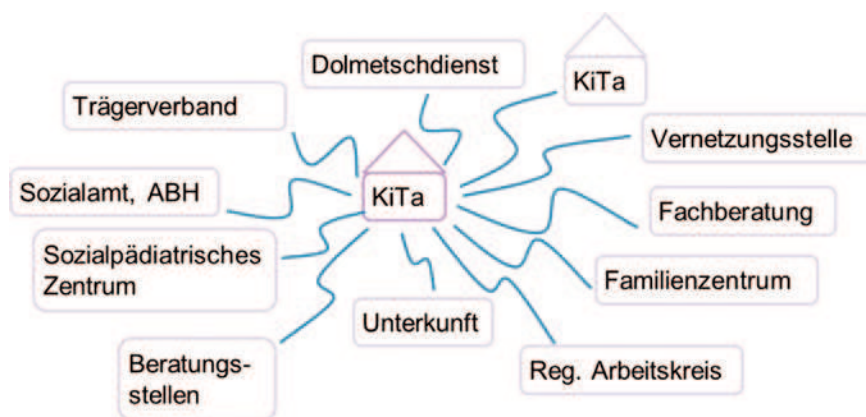 Dolmetschdienst
KiTa
Trägerverband
Vernetzungsstelle
KiTa
Sozialamt, ABH
Fachberatung
Sozialpädiatrisches
Zentrum
Familienzentrum
Unterkunft
Beratungs-
stellen
Reg. Arbeitskreis